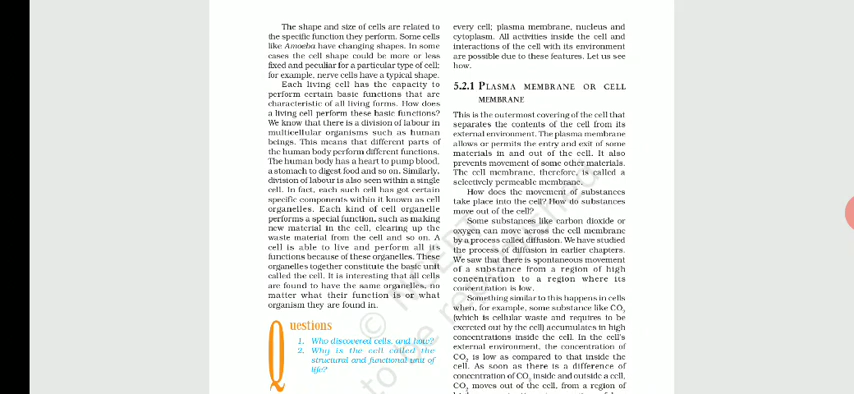 The shape and size of cells are related to
the specific function they perform. Some cells
like Amoeba have changing shapes. In some
cases the cell shape could be more or less
fixed and peculiar for a particular type of cell;
for example, nerve cells have a typical shape.
Each living cell has the capacity to
perform certain basic functions that are
characteristic of all living forms. How does
a living cell perform these basic functions?
We know that there is a division of labour in
multicellular organisms such as human
beings. This means that different parts of
the human body perform different functions.
The human body has a heart to pump blood,
a stomach to digest food and so on. Similarly,
division of labour is also seen within a single
cell. In fact, each such cell has got certain
specific components within it known as cell
organelles. Each kind of cell organelle
performs a special function, such as making
new material in the cell, clearing up the
waste material from the cell and so on. A
cell is able to live and perform all its
functions because of these organelles. These
organelles together constitute the basic unit
called the cell. It is interesting that all cells
are found to have the same organelles, no
matter what their function is or what
organism they are found in.
Questions
1. Who discovered cells, and how?
2. Why is the cell called the
structural and functional unit of
life?
every cell; plasma membrane, nucleus and
cytoplasm. All activities inside the cell and
interactions of the cell with its environment
are possible due to these features. Let us see
how.
5.2.1 PLASMA MEMBRANE OR CELL
MEMBRANE
This is the outermost covering of the cell that
separates the contents of the cell from its
external environment. The plasma membrane
allows or permits the entry and exit of some
materials in and out of the cell. It also
prevents movement of some other materials.
The cell membrane, therefore, is called a
selectively permeable membrane.
How does the movement of substances
take place into the cell? How do substances
move out of the cell?
Some substances like carbon dioxide or
oxygen can move across the cell membrane
by a process called diffusion. We have studied
the process of diffusion in earlier chapters.
We saw that there is spontaneous movement
of a substance from a region of high
concentration to a region where its
concentration is low.
Something similar to this happens in cells
when, for example, some substance like CO₂
(which is cellular waste and requires to be
excreted out by the cell) accumulates in high
concentrations inside the cell. In the cell's
external environment, the concentration of
CO₂ is low as compared to that inside the
cell. As soon as there is a difference of
concentration of CO₂ inside and outside a cell,
CO₂ moves out of the cell, from a region of